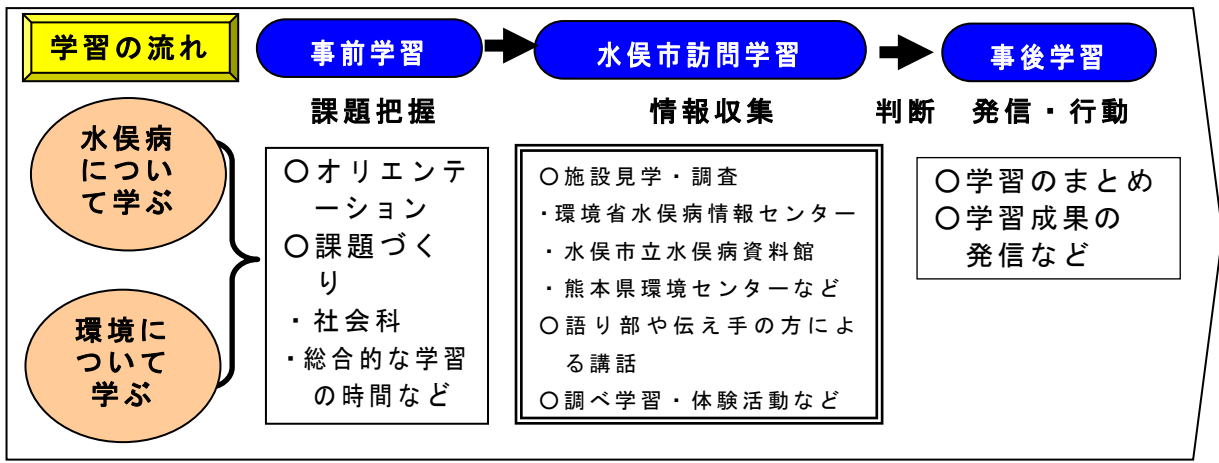 学習の流れ
事前学習
水俣市訪問学習
事後学習
課題把握
情報収集
判断
発信・行動
水俣病
につい
て学ぶ
環境に
ついて
学ぶ
〇オリエンテ
ーション
〇課題づく
り
・社会科
・総合的な学習
の時間など
〇施設見学・調査
・環境省水俣病情報センター
・水俣市立水俣病資料館
・熊本県環境センターなど
〇語り部や伝え手の方によ
る講話
〇調べ学習・体験活動など
〇学習のまとめ
〇学習成果の
発信など